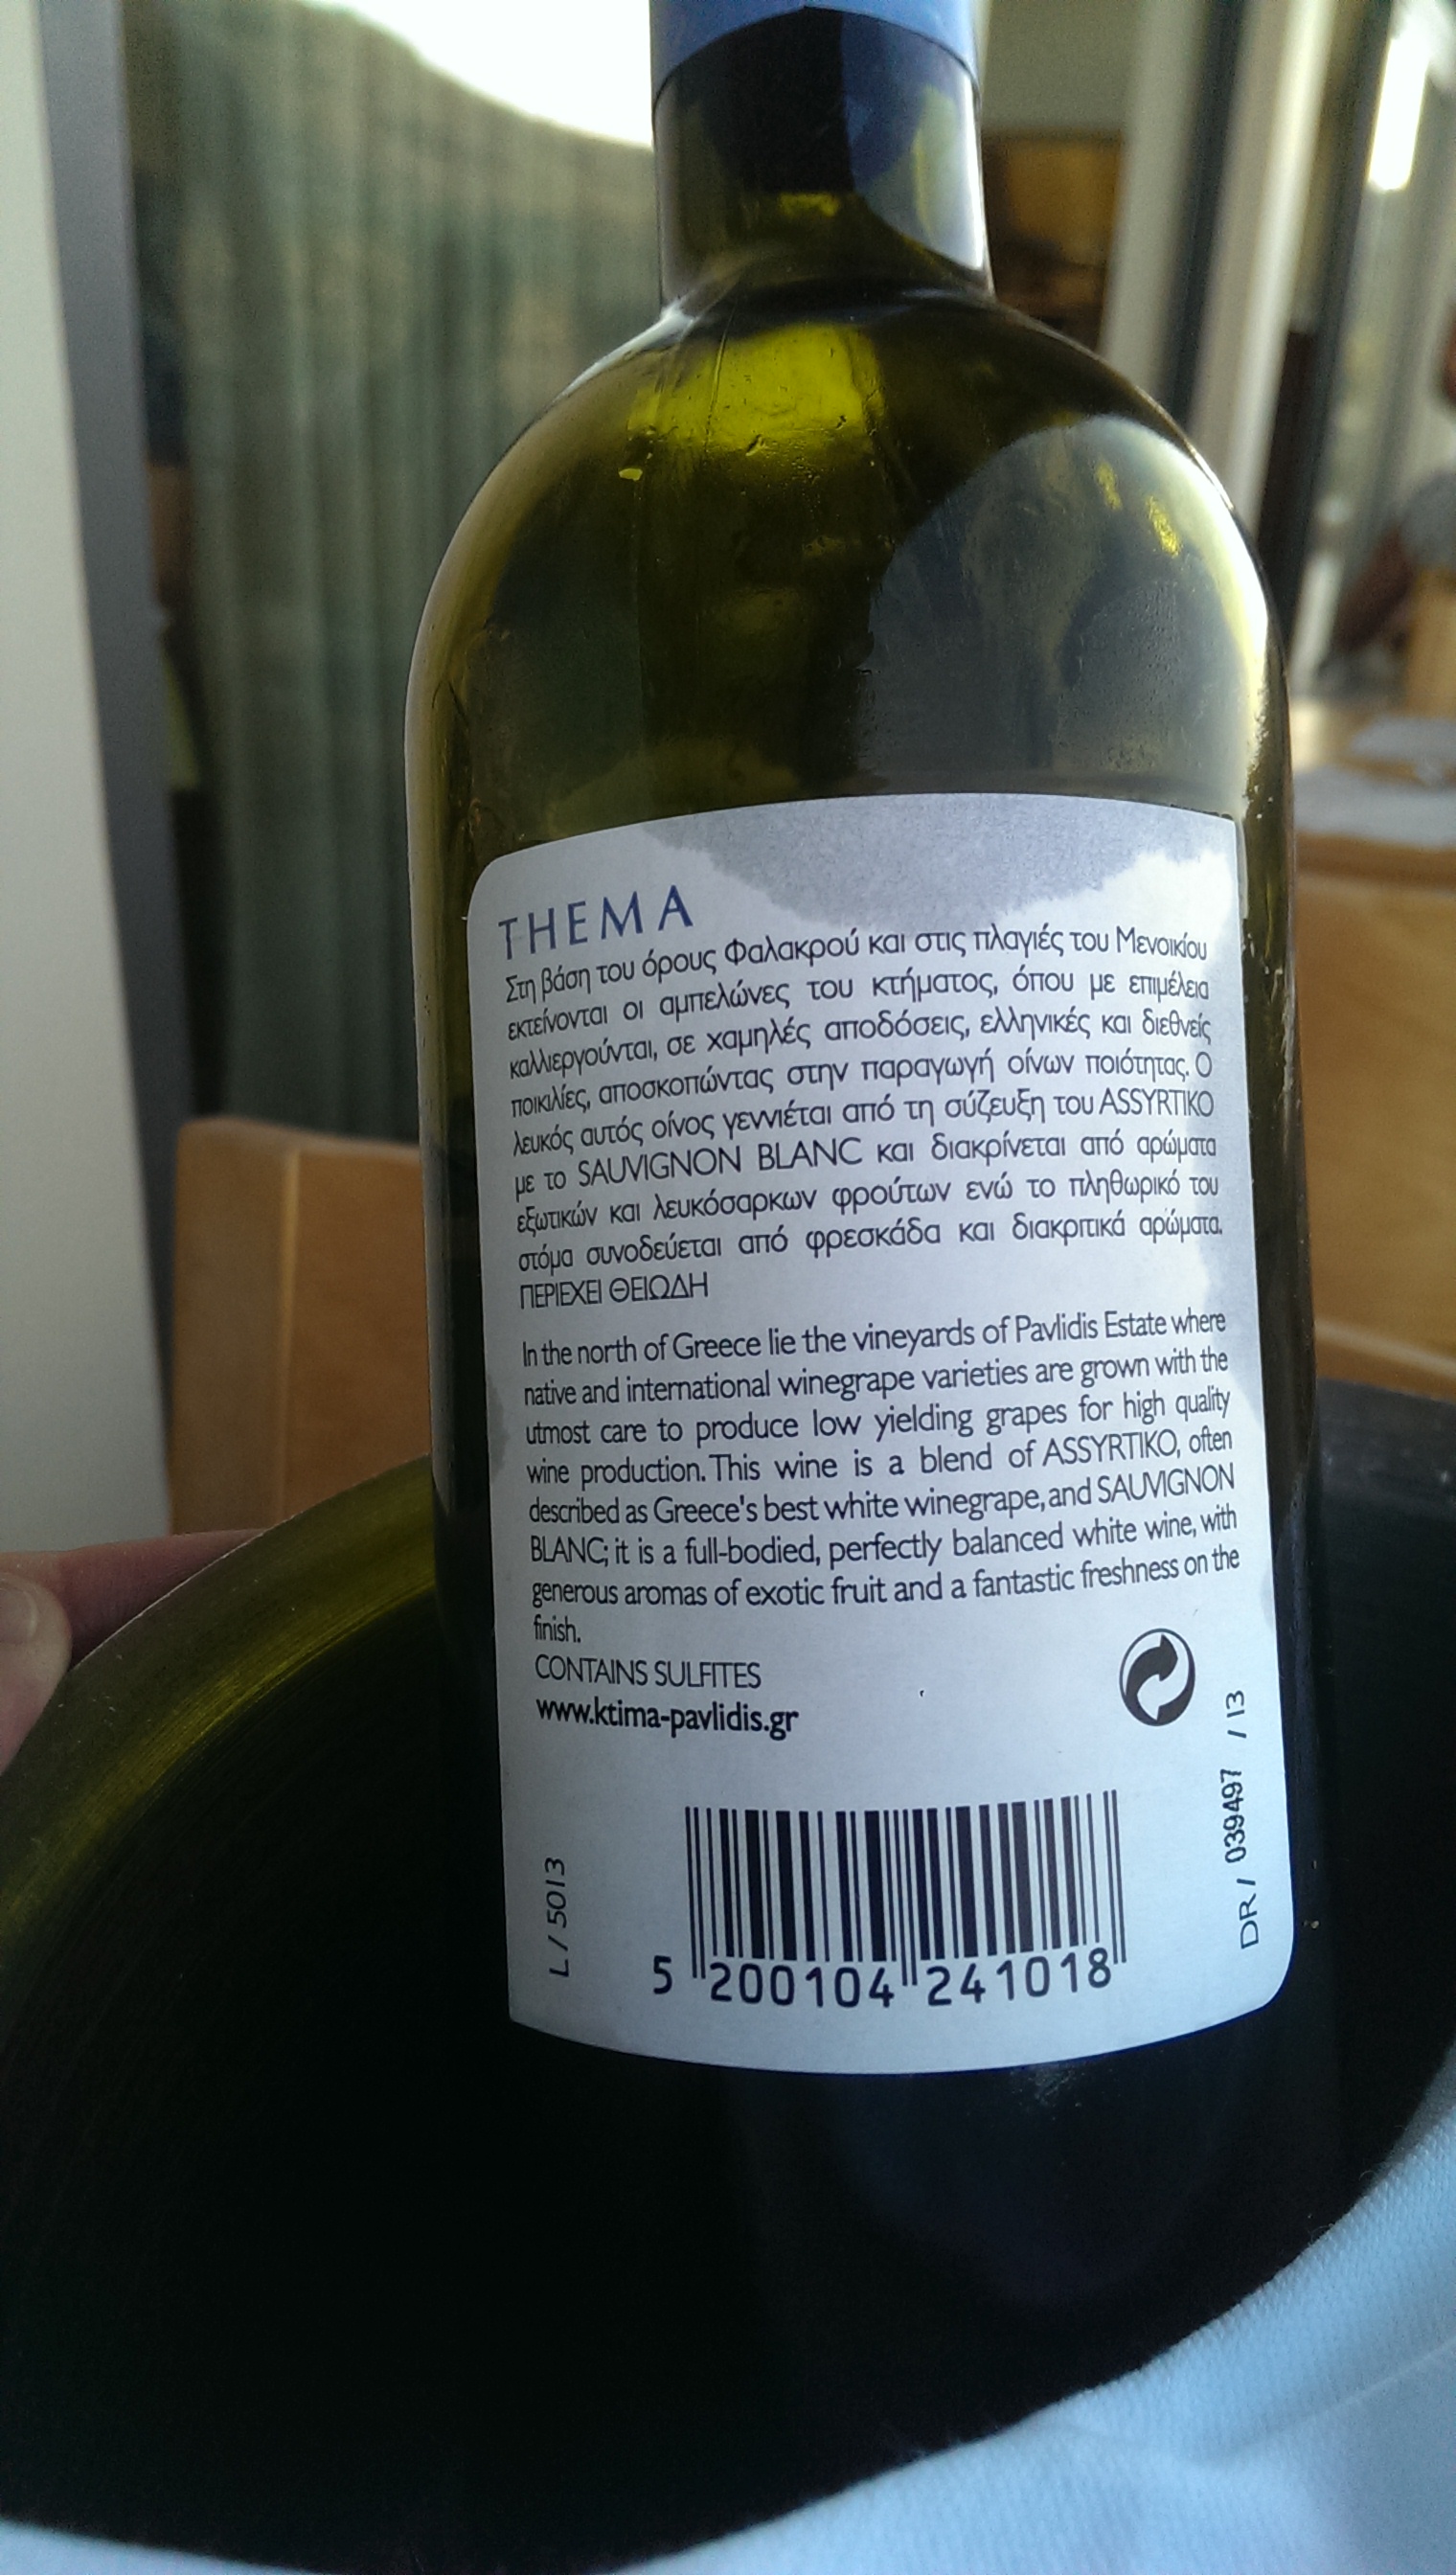 THEMA
Στη βάση του όρους Φαλακρού και στις πλαγιές του Μενοικίου
εκτείνονται οι αμπελώνες του κτήματος, όπου με επιμέλεια
καλλιεργούνται, σε χαμηλές αποδόσεις, ελληνικές και διεθνείς
ποικιλίες, αποσκοπώντας στην παραγωγή οίνων ποιότητας. Ο
λευκός αυτός οίνος γεννιέται από τη σύζευξη του ASSYRTIKO
με το SAUVIGNON BLANC και διακρίνεται από αρώματα
εξωτικών και λευκόσαρκων φρούτων ενώ το πληθωρικό του
στόμα συνοδεύεται από φρεσκάδα και διακριτικά αρώματα.
ΠΕΡΙΕΧΕΙ ΘΕΙΩΔΗ
In the north of Greece lie the vineyards of Pavlidis Estate where
native and international winegrape varieties are grown with the
utmost care to produce low yielding grapes for high quality
wine production. This wine is a blend of ASSYRTIKO, often
described as Greece's best white winegrape, and SAUVIGNON
BLANC; it is a full-bodied, perfectly balanced white wine, with
generous aromas of exotic fruit and a fantastic freshness on the
finish.
CONTAINS SULFITES
www.ktima-pavlidis.gr
L / 5013
5 200104 241018
DR / 039497 / 13